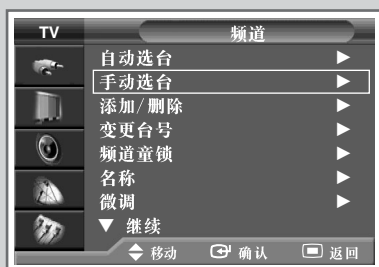 TV 频道
自动选台 ▶
手动选台 ▶
添加/删除 ▶
变更台号 ▶
频道童锁 ▶
名称 ▶
微调 ▶
▼ 继续
移动 确认 返回